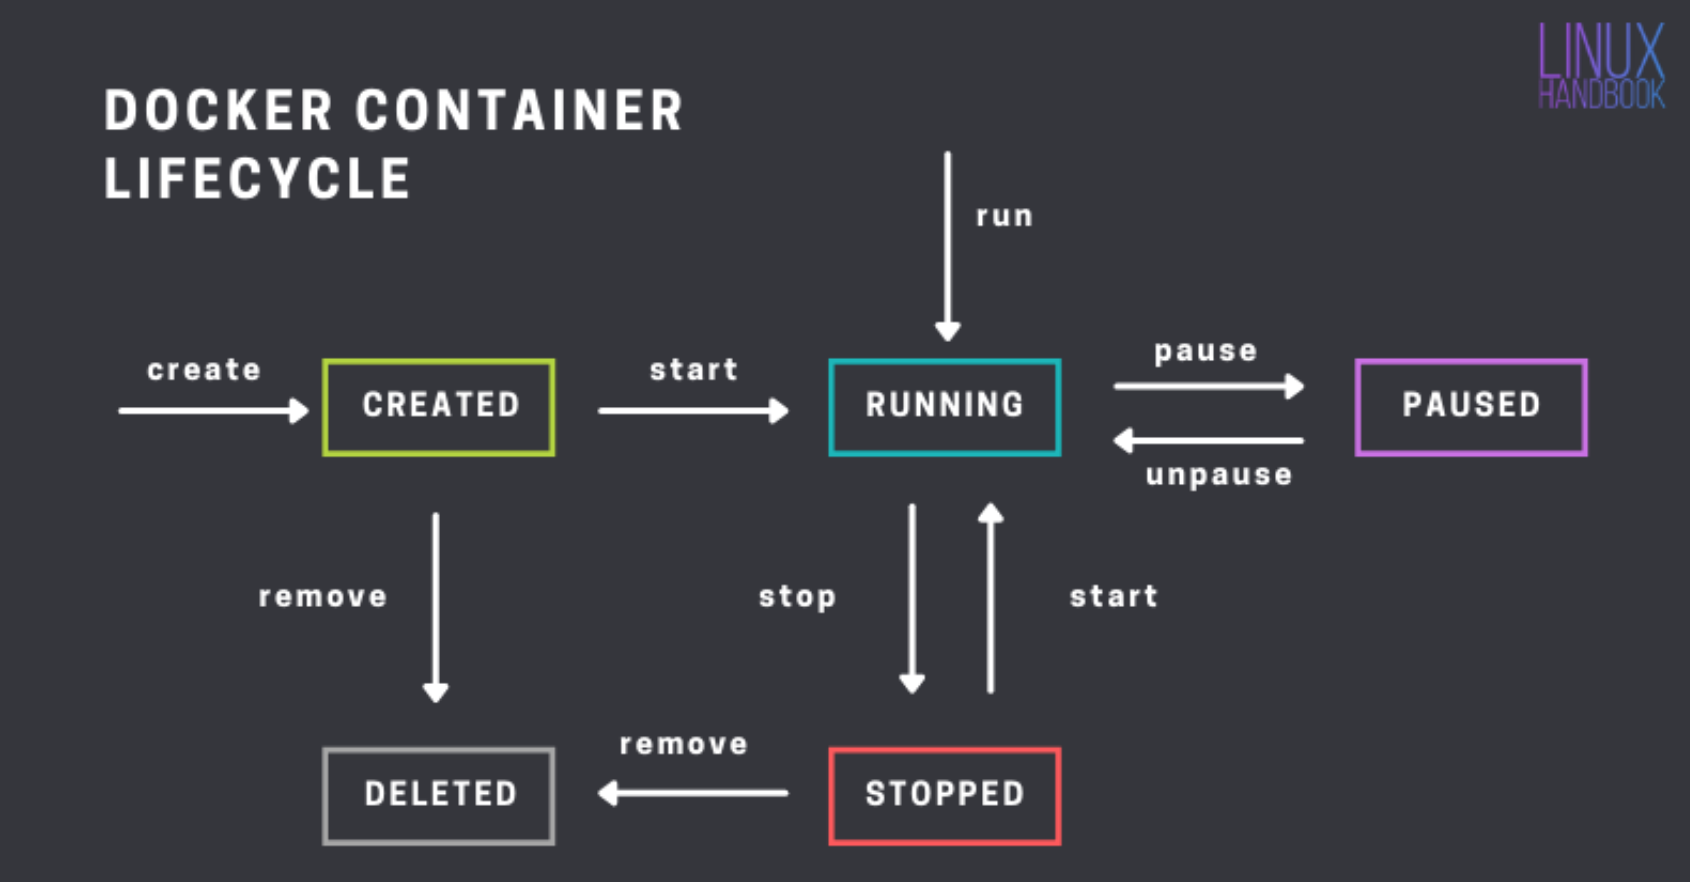 LINUX
HANDBOOK
DOCKER CONTAINER
LIFECYCLE
run
create
CREATED
start
RUNNING
pause
unpause
PAUSED
remove
stop
start
DELETED
remove
STOPPED